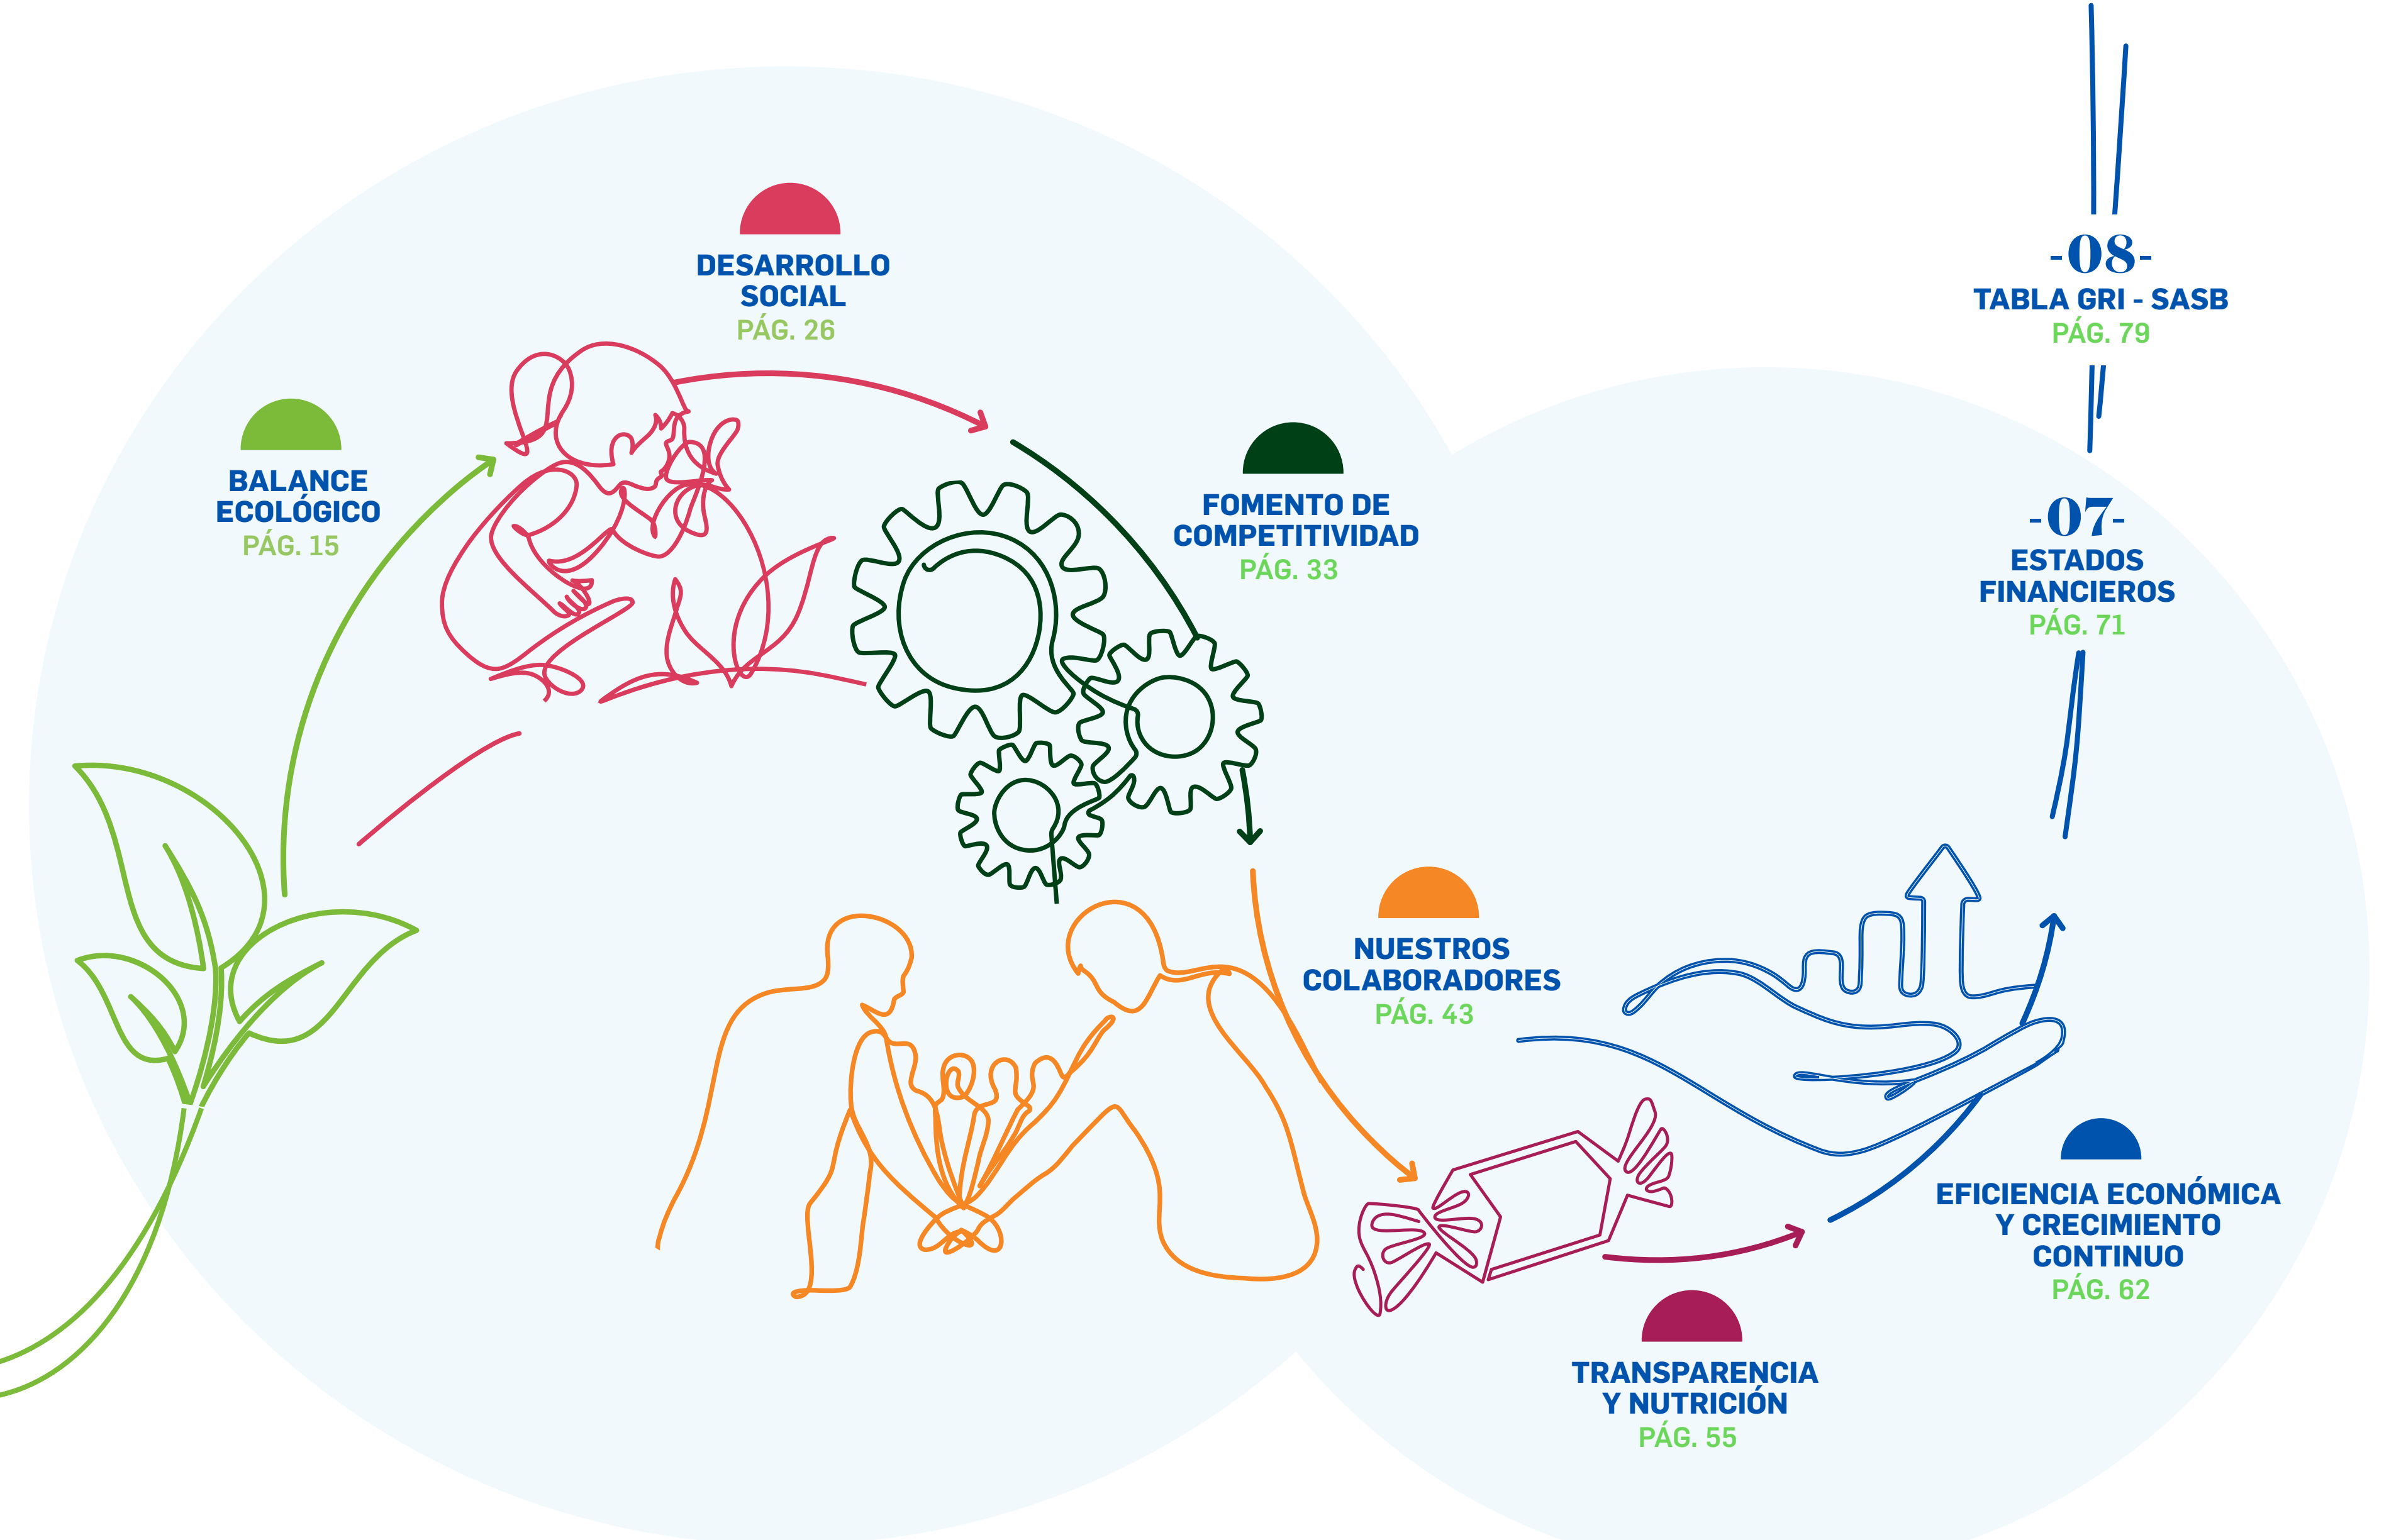 BALANCE
ECOLÓGICO
PÁG. 15
DESARROLLO
SOCIAL
PÁG. 26
FOMENTO DE
COMPETITIVIDAD
PÁG. 33
NUESTROS
COLABORADORES
PÁG. 43
TRANSPARENCIA
Y NUTRICIÓN
PÁG. 55
EFICIENCIA ECONÓMICA
Y CRECIMIENTO
CONTINUO
PÁG. 62
-07-
ESTADOS
FINANCIEROS
PÁG. 71
-08-
TABLA GRI - SASB
PÁG. 79